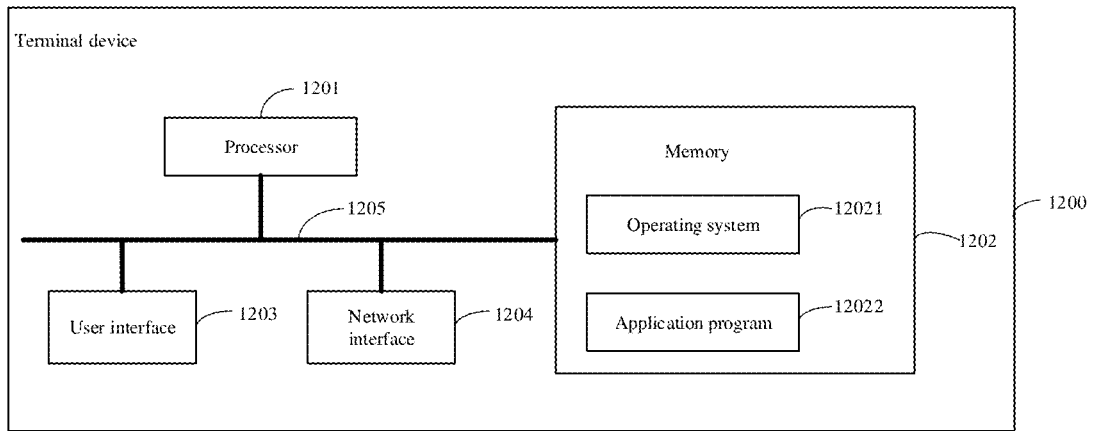 Terminal device
1201
Processor
Memory
1205
12021
Operating system
1200
1202
1203
1204
12022
User interface
Network
interface
Application program